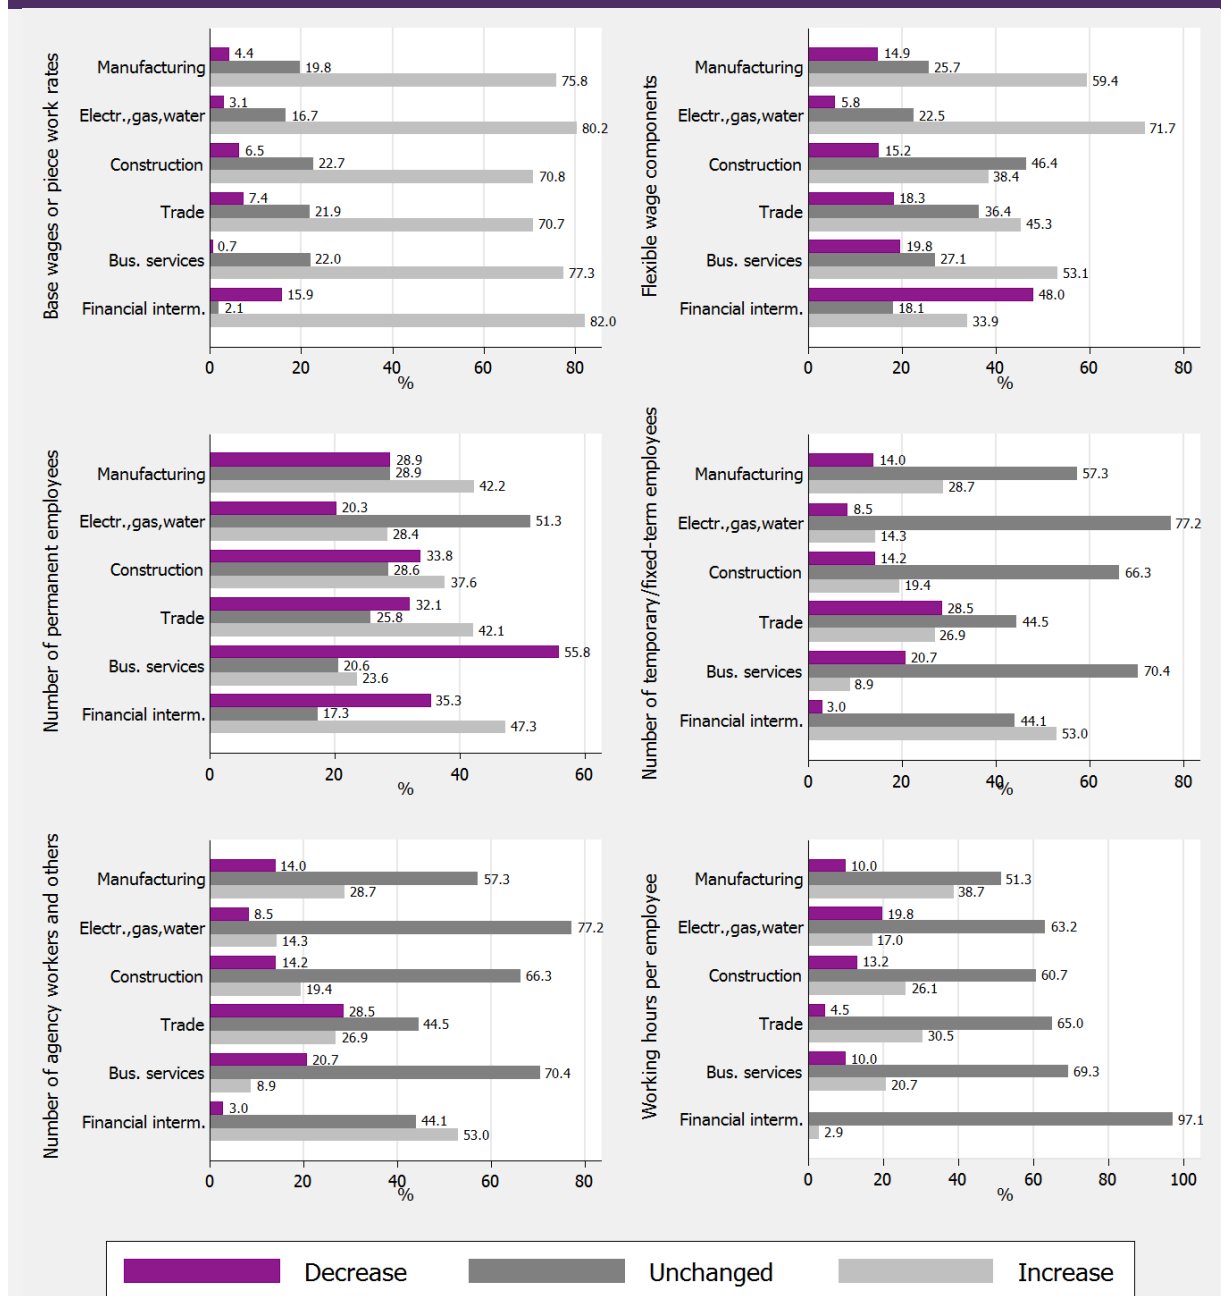 Base wages or piece work rates
Manufacturing
4.4
19.8
75.8
Electr.,gas,water
3.1
16.7
80.2
Construction
6.5
22.7
70.8
Trade
7.4
21.9
70.7
Bus. services
0.7
22.0
77.3
Financial interm.
15.9
2.1
82.0
0 20 40 60 80
%
Flexible wage components
Manufacturing
14.9
25.7
59.4
Electr.,gas,water
5.8
22.5
71.7
Construction
15.2
46.4
38.4
Trade
18.3
36.4
45.3
Bus. services
19.8
27.1
53.1
Financial interm.
48.0
18.1
33.9
0 20 40 60 80
%
Number of permanent employees
Manufacturing
28.9
28.9
42.2
Electr.,gas,water
20.3
51.3
28.4
Construction
33.8
28.6
37.6
Trade
32.1
25.8
42.1
Bus. services
55.8
20.6
23.6
Financial interm.
35.3
17.3
47.3
0 20 40 60
%
Number of temporary/fixed-term employees
Manufacturing
14.0
57.3
28.7
Electr.,gas,water
8.5
77.2
14.3
Construction
14.2
66.3
19.4
Trade
28.5
44.5
26.9
Bus. services
20.7
70.4
8.9
Financial interm.
3.0
44.1
53.0
0 20 40 60 80
%
Number of agency workers and others
Manufacturing
14.0
57.3
28.7
Electr.,gas,water
8.5
77.2
14.3
Construction
14.2
66.3
19.4
Trade
28.5
44.5
26.9
Bus. services
20.7
70.4
8.9
Financial interm.
3.0
44.1
53.0
0 20 40 60 80
%
Working hours per employee
Manufacturing
10.0
51.3
38.7
Electr.,gas,water
19.8
63.2
17.0
Construction
13.2
60.7
26.1
Trade
4.5
65.0
30.5
Bus. services
10.0
69.3
20.7
Financial interm.
97.1
2.9
0 20 40 60 80 100
%
Decrease Unchanged Increase